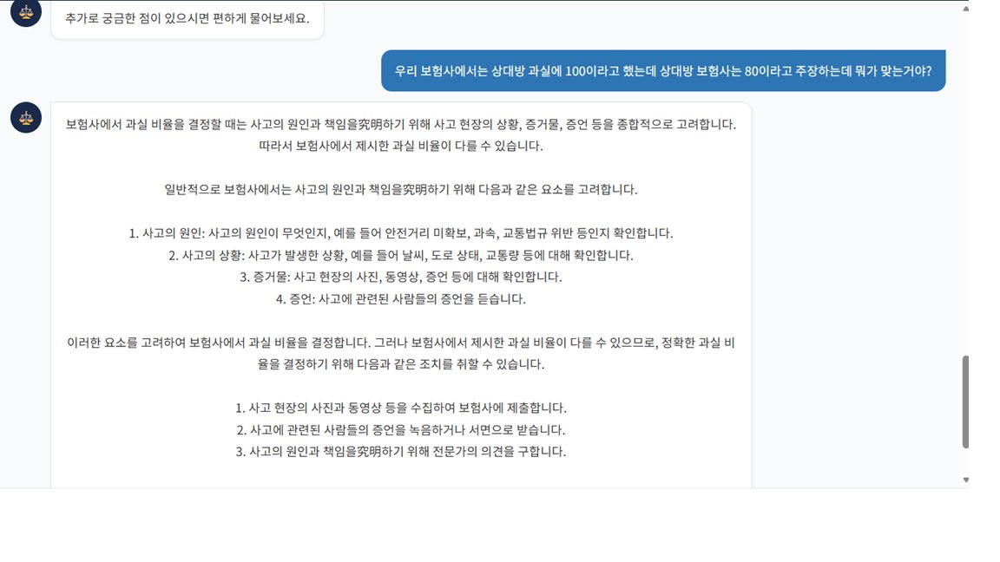 추가로 궁금한 점이 있으시면 편하게 물어보세요.
우리 보험사에서는 상대방 과실에 100이라고 했는데 상대방 보험사는 80이라고 주장하는데 뭐가 맞는거야?
보험사에서 과실 비율을 결정할 때는 사고의 원인과 책임을究明하기 위해 사고 현장의 상황, 증거물, 증언 등을 종합적으로 고려합니다.
따라서 보험사에서 제시한 과실 비율이 다를 수 있습니다.
일반적으로 보험사에서는 사고의 원인과 책임을究明하기 위해 다음과 같은 요소를 고려합니다.
1. 사고의 원인: 사고의 원인이 무엇인지, 예를 들어 안전거리 미확보, 과속, 교통법규 위반 등인지 확인합니다.
2. 사고의 상황: 사고가 발생한 상황, 예를 들어 날씨, 도로 상태, 교통량 등에 대해 확인합니다.
3. 증거물: 사고 현장의 사진, 동영상, 증언 등에 대해 확인합니다.
4. 증언: 사고에 관련된 사람들의 증언을 듣습니다.
이러한 요소를 고려하여 보험사에서 과실 비율을 결정합니다. 그러나 보험사에서 제시한 과실 비율이 다를 수 있으므로, 정확한 과실 비
율을 결정하기 위해 다음과 같은 조치를 취할 수 있습니다.
1. 사고 현장의 사진과 동영상 등을 수집하여 보험사에 제출합니다.
2. 사고에 관련된 사람들의 증언을 녹음하거나 서면으로 받습니다.
3. 사고의 원인과 책임을究明하기 위해 전문가의 의견을 구합니다.